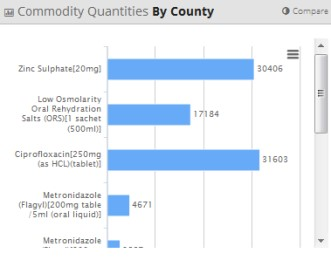 Commodity Quantities By County
Compare
Zinc Sulphate[20mg]
30406
Low Osmolarity
Oral Rehydration
Salts (ORS)[1 sachet
(500ml)]
17184
Ciprofloxacin[250mg
(as HCL)(tablet)]
31603
Metronidazole
(Flagyl)[200mg table
/5ml (oral liquid)]
4671
Metronidazole